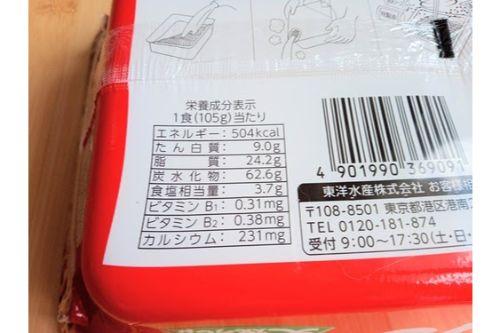 栄養成分表示
1食(105g)当たり
エネルギー: 504kcal
たん白質: 9.0g
脂質: 24.2g
炭水化物: 62.6g
食塩相当量: 3.7g
ビタミン B₁: 0.31mg
ビタミン B₂: 0.38mg
カルシウム: 231mg
4 901990 369091
東洋水産株式会社 お客様相
〒108-8501 東京都港区港南2
TEL 0120-181-874
受付 9:00~17:30(土・日・